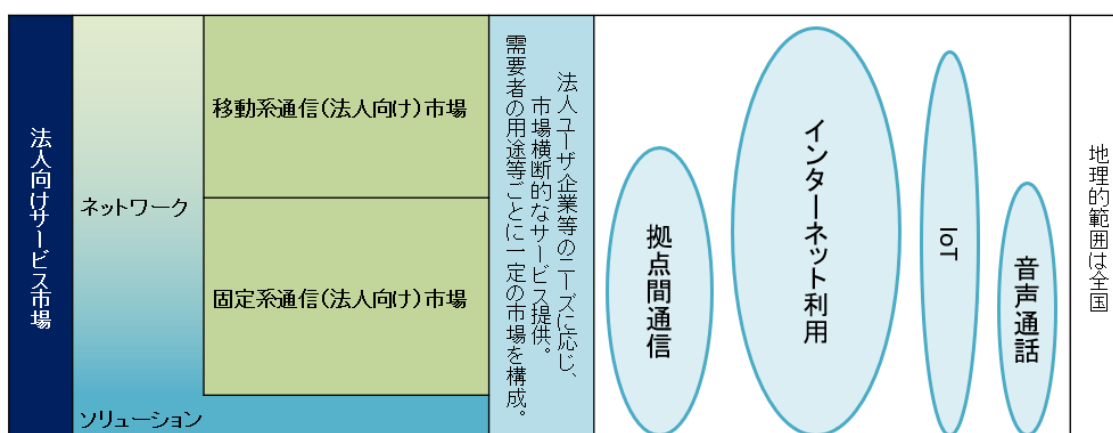 法人向けサービス市場
ネットワーク
ソリューション
移動系通信(法人向け)市場
固定系通信(法人向け)市場
法人ユーザ企業等のニーズに応じ、
市場横断的なサービス提供。
需要者の用途等ごとに一定の市場を構成。
拠点間通信
インターネット利用
IoT
音声通話
地理的範囲は全国